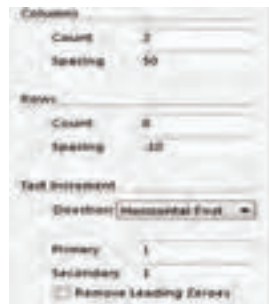 Columns
Count 2
Spacing 50
Rows
Count 8
Spacing -10
Text Increment
Direction Horizontal First
Primary 1
Secondary 1
Remove Leading Zeroes